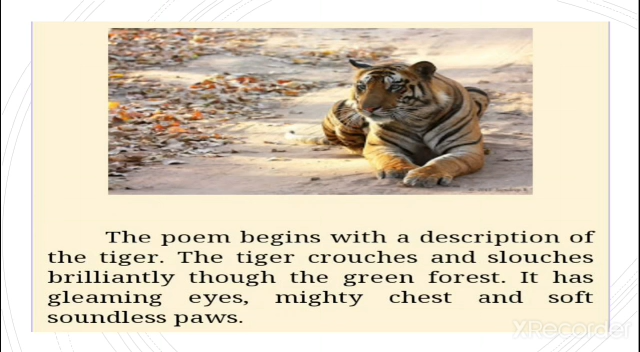 The poem begins with a description of
the tiger. The tiger crouches and slouches
brilliantly though the green forest. It has
gleaming eyes, mighty chest and soft
soundless paws.
XRecorder